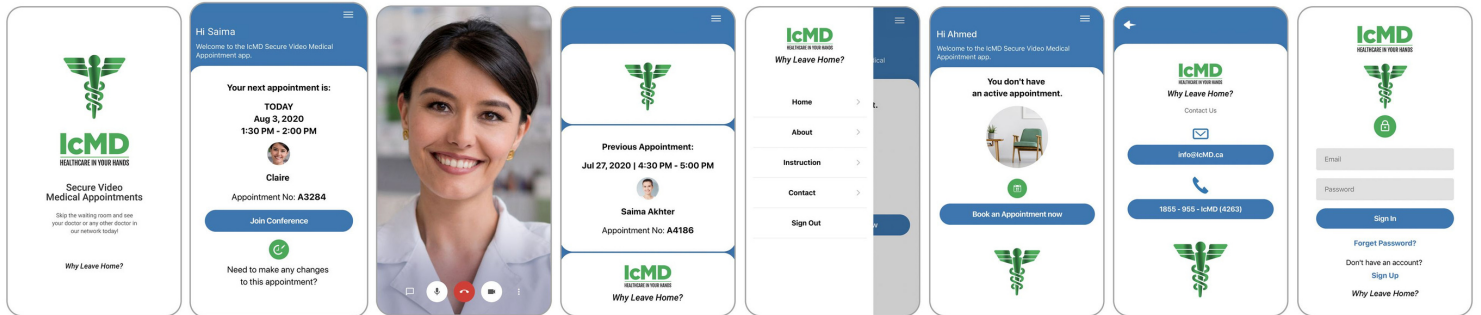 IcMD
HEALTHCARE IN YOUR HANDS
Secure Video
Medical Appointments
Skip the waiting room and see
your doctor or any other doctor in
our network today!
Why Leave Home?
Hi Saima
Welcome to the IcMD Secure Video Medical
Appointment app.
Your next appointment is:
TODAY
Aug 3, 2020
1:30 PM - 2:00 PM
Claire
Appointment No: A3284
Join Conference
Need to make any changes
to this appointment?
Previous Appointment:
Jul 27, 2020 | 4:30 PM - 5:00 PM
Saima Akhter
Appointment No: A4186
IcMD
HEALTHCARE IN YOUR HANDS
Why Leave Home?
IcMD
HEALTHCARE IN YOUR HANDS
Why Leave Home?
Home
About
Instruction
Contact
Sign Out
ical
t.
w
Hi Ahmed
Welcome to the IcMD Secure Video Medical
Appointment app.
You don't have
an active appointment.
Book an Appointment now
IcMD
HEALTHCARE IN YOUR HANDS
Why Leave Home?
Contact Us
info@IcMD.ca
1855 - 955 - IcMD (4263)
IcMD
HEALTHCARE IN YOUR HANDS
Email
Password
Sign In
Forget Password?
Don't have an account?
Sign Up
Why Leave Home?